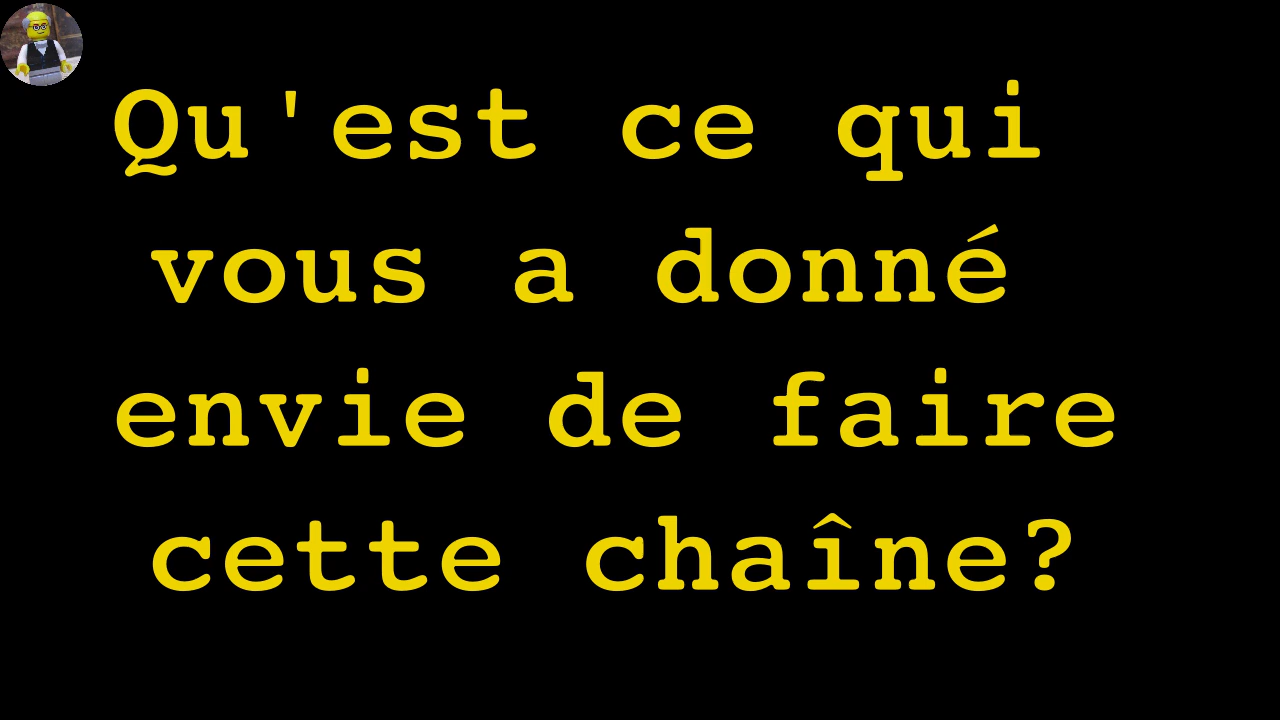 Qu'est ce qui
vous a donné
envie de faire
cette chaîne?